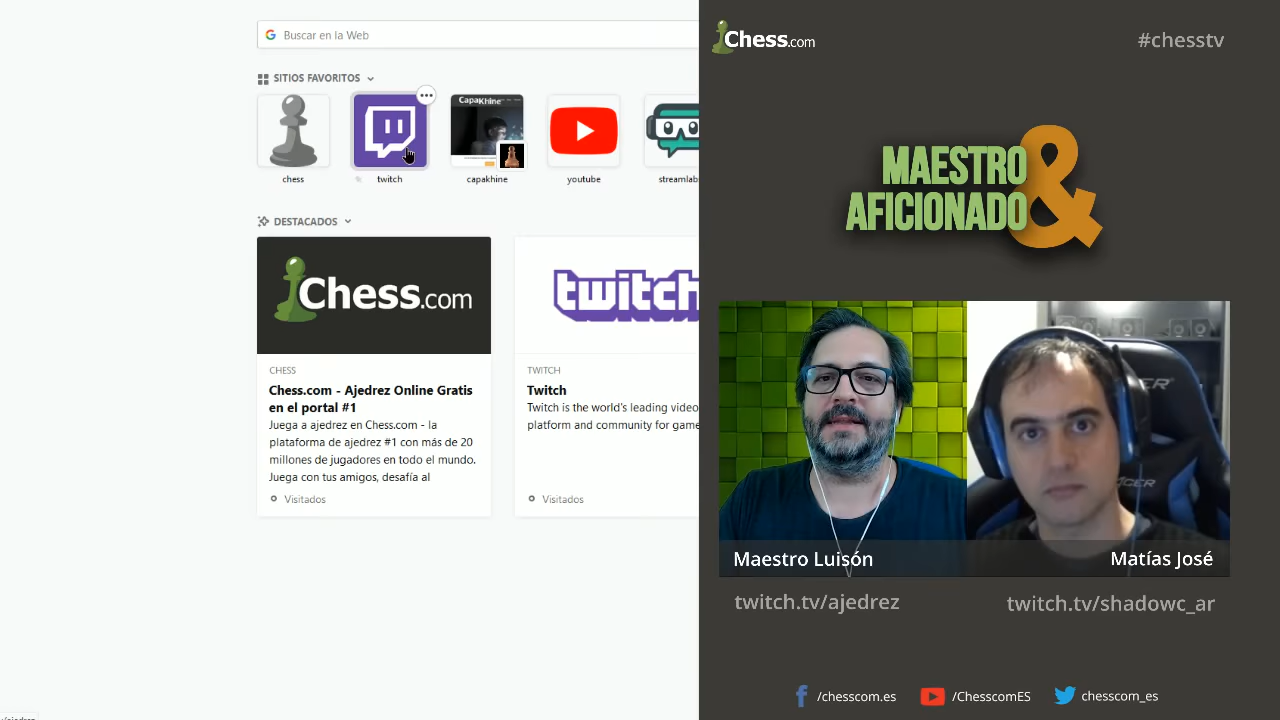 Buscar en la Web
SITIOS FAVORITOS
CapaKhine
chess
twitch
capakhine
youtube
streamlabs
DESTACADOS
Chess.com
twitch
CHESS
Chess.com - Ajedrez Online Gratis
en el portal #1
Juega a ajedrez en Chess.com - la
plataforma de ajedrez #1 con más de 20
millones de jugadores en todo el mundo.
Juega con tus amigos, desafía al
Visitados
TWITCH
Twitch
Twitch is the world's leading video
platform and community for game
Visitados
Chess.com
#chesstv
MAESTRO
&
AFICIONADO
Maestro Luisón
Matías José
twitch.tv/ajedrez
twitch.tv/shadowc_ar
/chesscom.es
/ChesscomES
chesscom_es